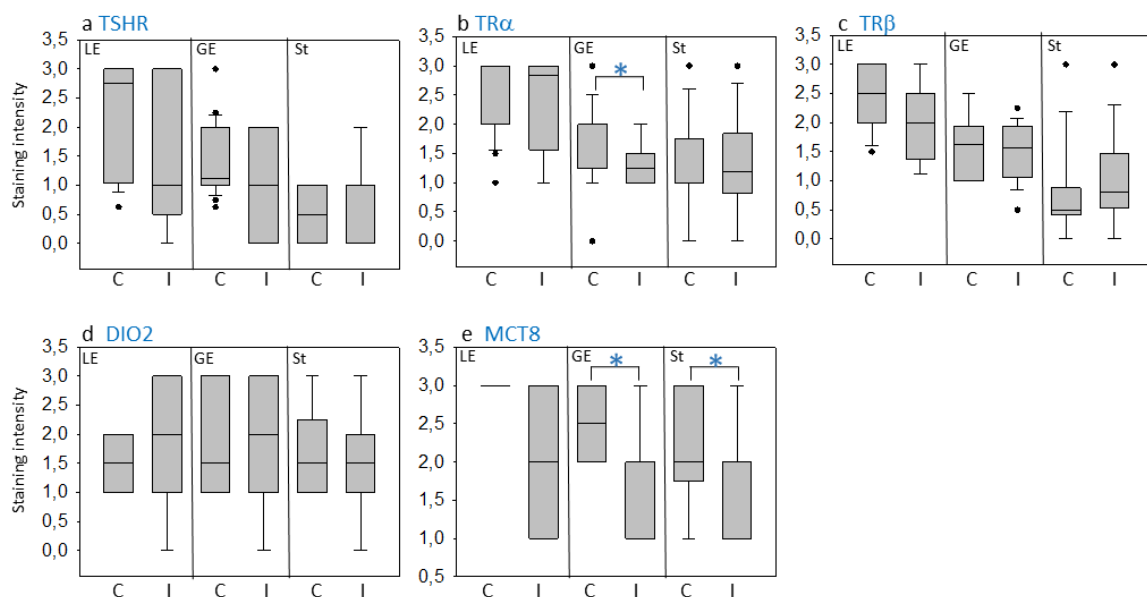 a TSHR
Staining intensity
3,5
3,0
2,5
2,0
1,5
1,0
0,5
0,0
LE
GE
St
C I C I C I
b TRα
3,5
3,0
2,5
2,0
1,5
1,0
0,5
0,0
LE
GE
St
*
C I C I C I
c TRβ
3,5
3,0
2,5
2,0
1,5
1,0
0,5
0,0
LE
GE
St
C I C I C I
d DIO2
Staining intensity
3,5
3,0
2,5
2,0
1,5
1,0
0,5
0,0
LE
GE
St
C I C I C I
e MCT8
3,5
3,0
2,5
2,0
1,5
1,0
0,5
LE
GE
St
* *
C I C I C I